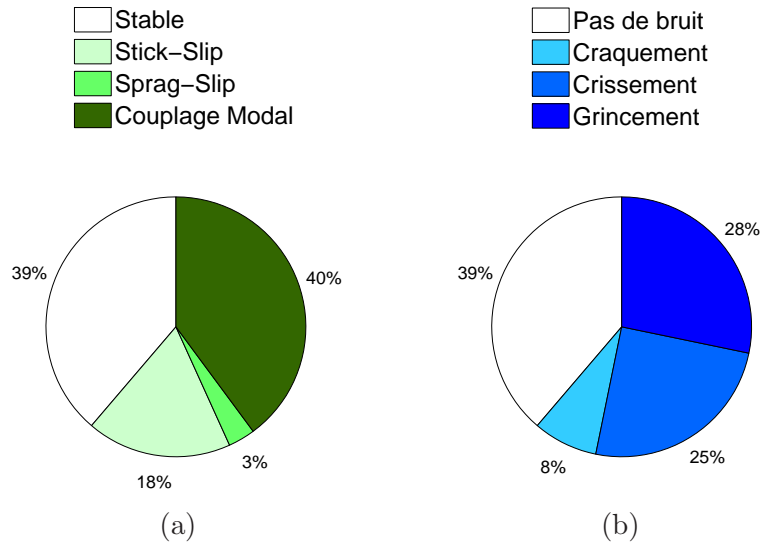 Stable
Stick−Slip
Sprag−Slip
Couplage Modal
39%
40%
18%
3%
(a)
Pas de bruit
Craquement
Crissement
Grincement
39%
28%
8%
25%
(b)